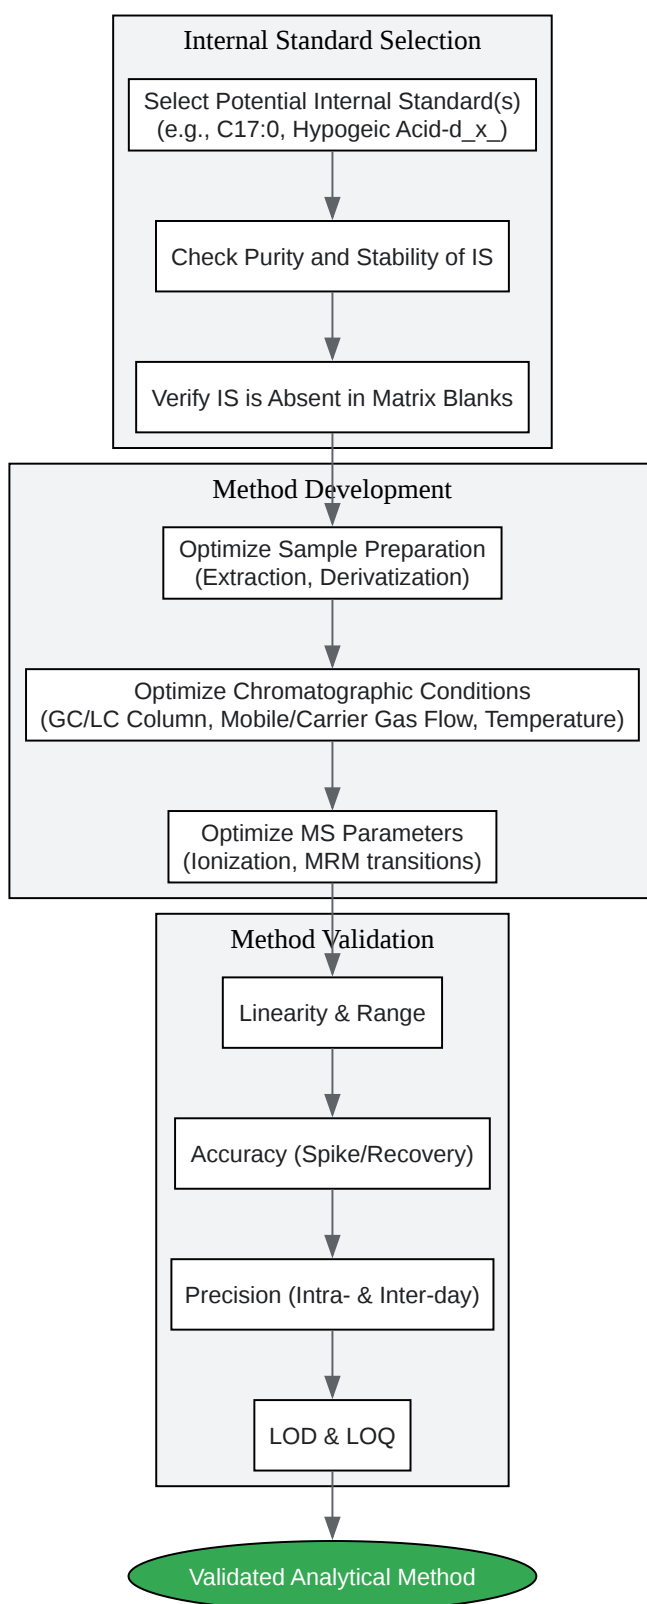 Internal Standard Selection
Select Potential Internal Standard(s)
(e.g., C17:0, Hypogeic Acid-d_x_)
Check Purity and Stability of IS
Verify IS is Absent in Matrix Blanks
Method Development
Optimize Sample Preparation
(Extraction, Derivatization)
Optimize Chromatographic Conditions
(GC/LC Column, Mobile/Carrier Gas Flow, Temperature)
Optimize MS Parameters
(Ionization, MRM transitions)
Method Validation
Linearity & Range
Accuracy (Spike/Recovery)
Precision (Intra- & Inter-day)
LOD & LOQ
Validated Analytical Method